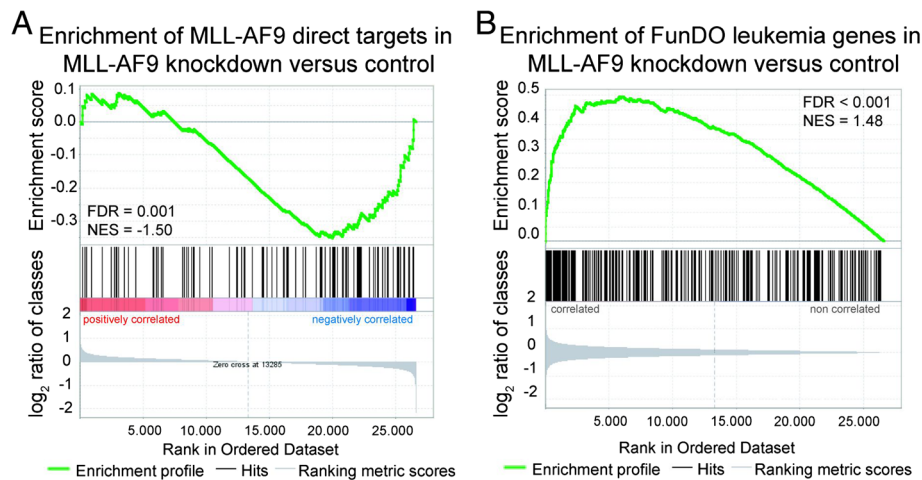 A
Enrichment of MLL-AF9 direct targets in
MLL-AF9 knockdown versus control
Enrichment score
0.1
0.0
-0.1
-0.2
-0.3
FDR = 0.001
NES = -1.50
positively correlated
negatively correlated
log2 ratio of classes
2
1
0
-1
-2
Zero cross at 13285
5.000
10.000
15.000
20.000
25.000
Rank in Ordered Dataset
Enrichment profile
Hits
Ranking metric scores
B
Enrichment of FunDO leukemia genes in
MLL-AF9 knockdown versus control
Enrichment score
0.5
0.4
0.3
0.2
0.1
0.0
FDR < 0.001
NES = 1.48
correlated
non correlated
log2 ratio of classes
2
0
0
-1
-2
5.000
10.000
15.000
20.000
25.000
Rank in Ordered Dataset
Enrichment profile
Hits
Ranking metric scores